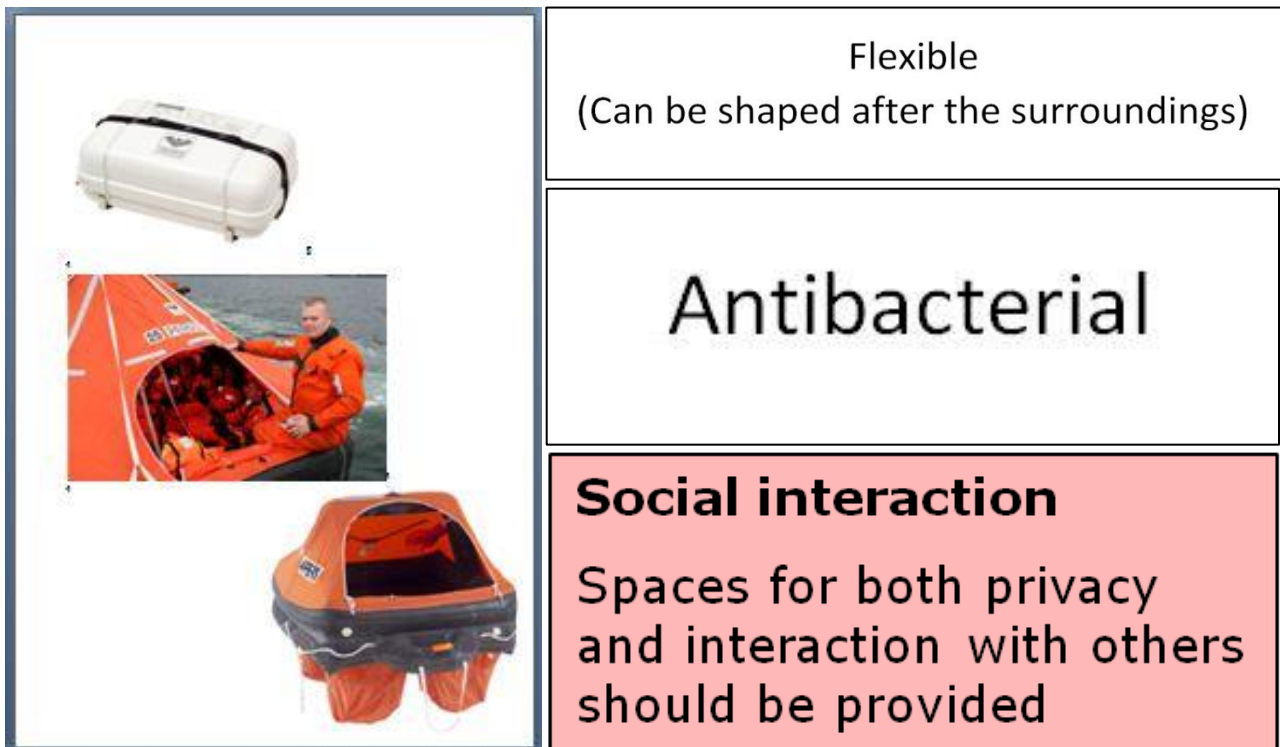 Flexible
(Can be shaped after the surroundings)
Antibacterial
Social interaction
Spaces for both privacy
and interaction with others
should be provided